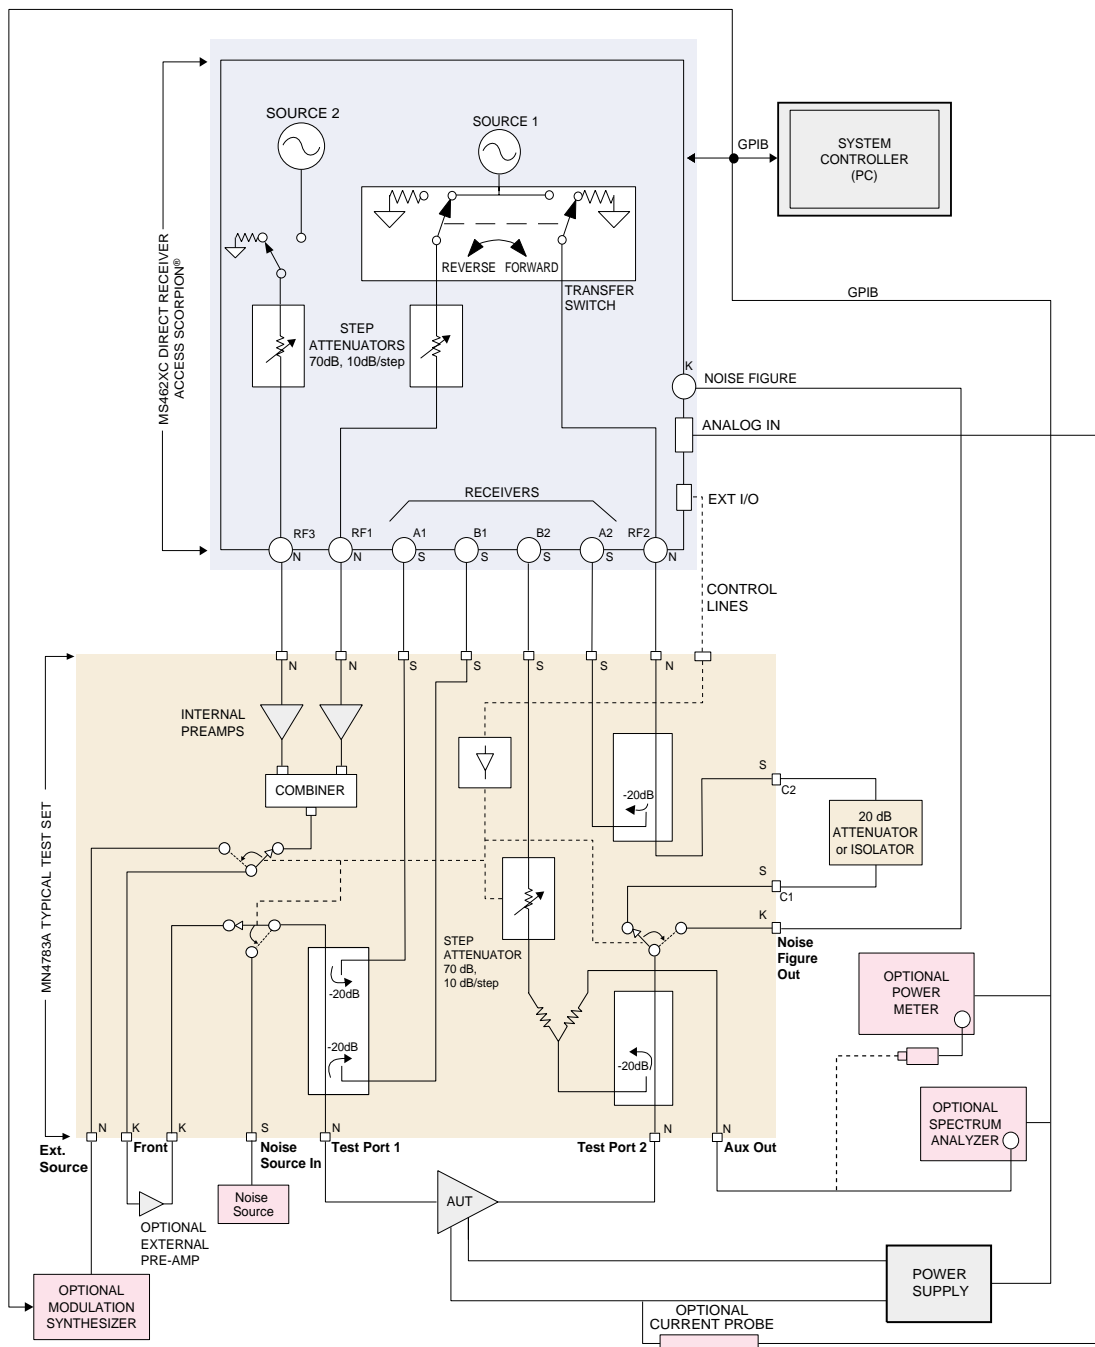 SOURCE 2
SOURCE 1
GPIB
SYSTEM
CONTROLLER
(PC)
MS462XC DIRECT RECEIVER
ACCESS SCORPION®
REVERSE FORWARD
TRANSFER
SWITCH
GPIB
STEP
ATTENUATORS
70dB, 10dB/step
K
NOISE FIGURE
ANALOG IN
RECEIVERS
EXT I/O
RF3
RF1
A1
B1
B2
A2
RF2
N
N
S
S
S
S
N
CONTROL
LINES
N
N
S
S
S
S
N
INTERNAL
PREAMPS
COMBINER
-20dB
S
C2
20 dB
ATTENUATOR
or ISOLATOR
S
C1
K
Noise
Figure
Out
MN4783A TYPICAL TEST SET
STEP
ATTENUATOR
70 dB,
10 dB/step
-20dB
-20dB
-20dB
OPTIONAL
POWER
METER
OPTIONAL
SPECTRUM
ANALYZER
N
K
K
S
N
N
N
Ext.
Source
Front
Noise
Source In
Test Port 1
Test Port 2
Aux Out
Noise
Source
AUT
OPTIONAL
EXTERNAL
PRE-AMP
OPTIONAL
MODULATION
SYNTHESIZER
POWER
SUPPLY
OPTIONAL
CURRENT PROBE